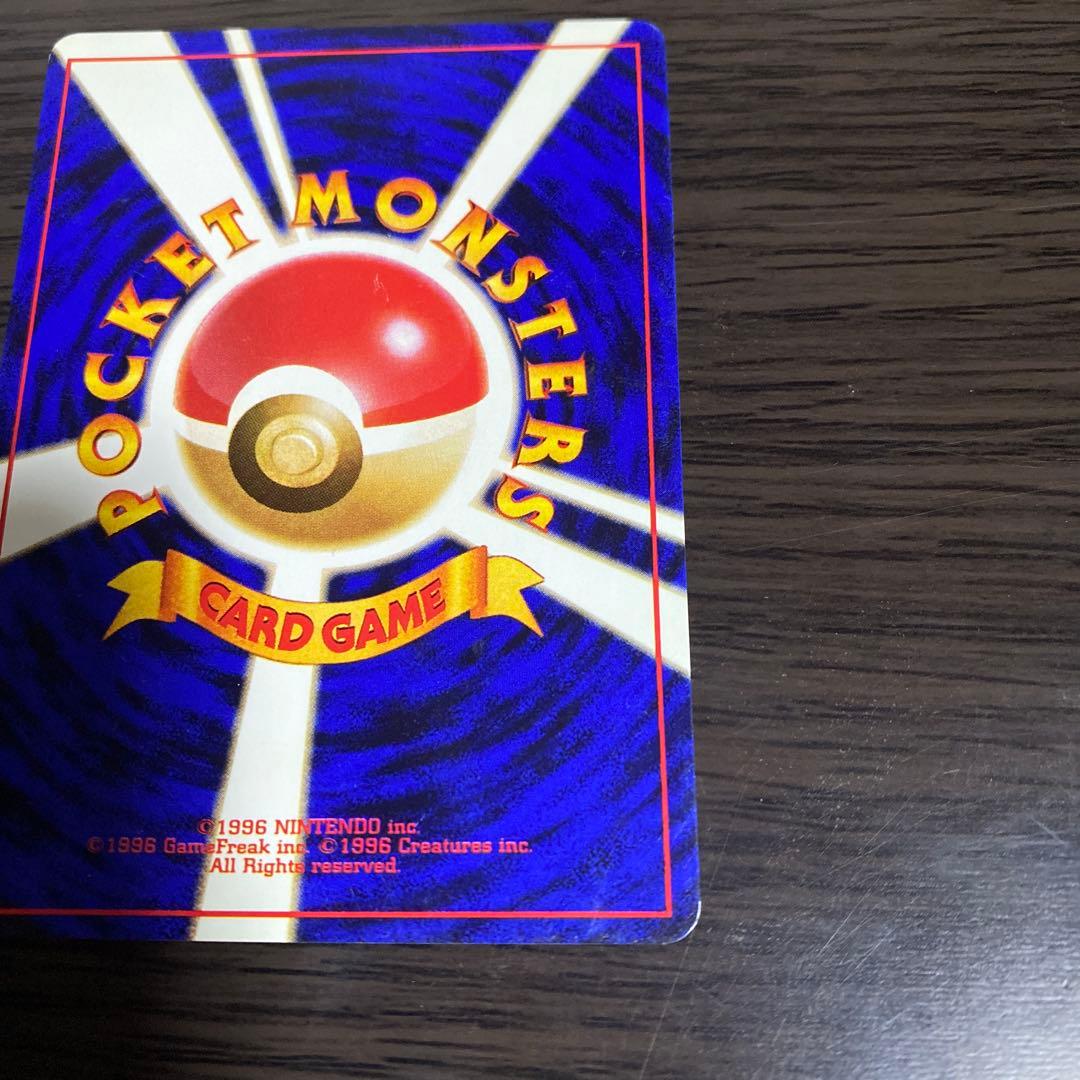 POCKET MONSTERS
CARD GAME
©1996 NINTENDO inc.
©1996 GameFreak inc. ©1996 Creatures inc.
All Rights reserved.